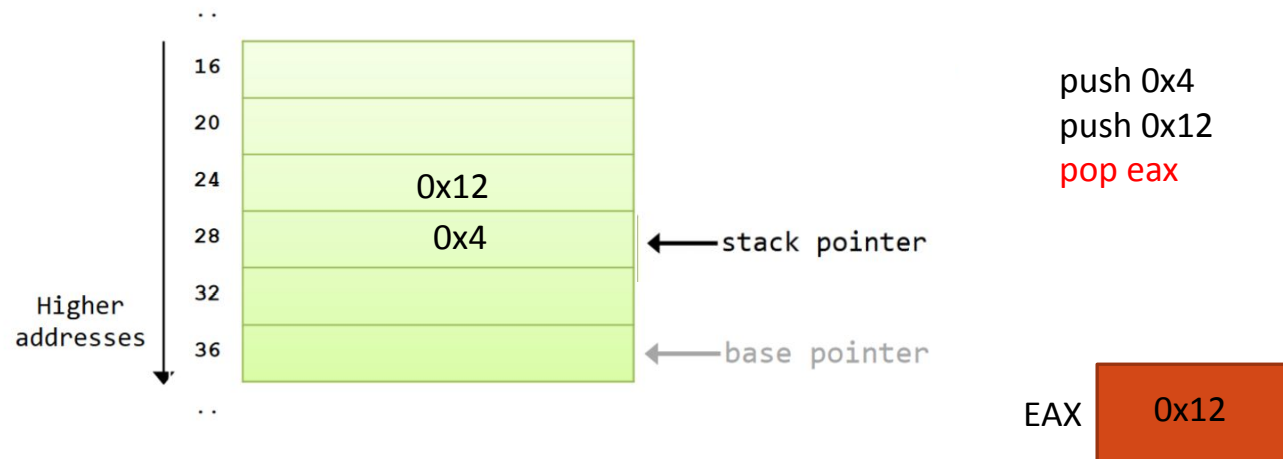 ..
16
20
24
0x12
28
0x4
stack pointer
32
36
base pointer
..
Higher
addresses
push 0x4
push 0x12
pop eax
EAX
0x12